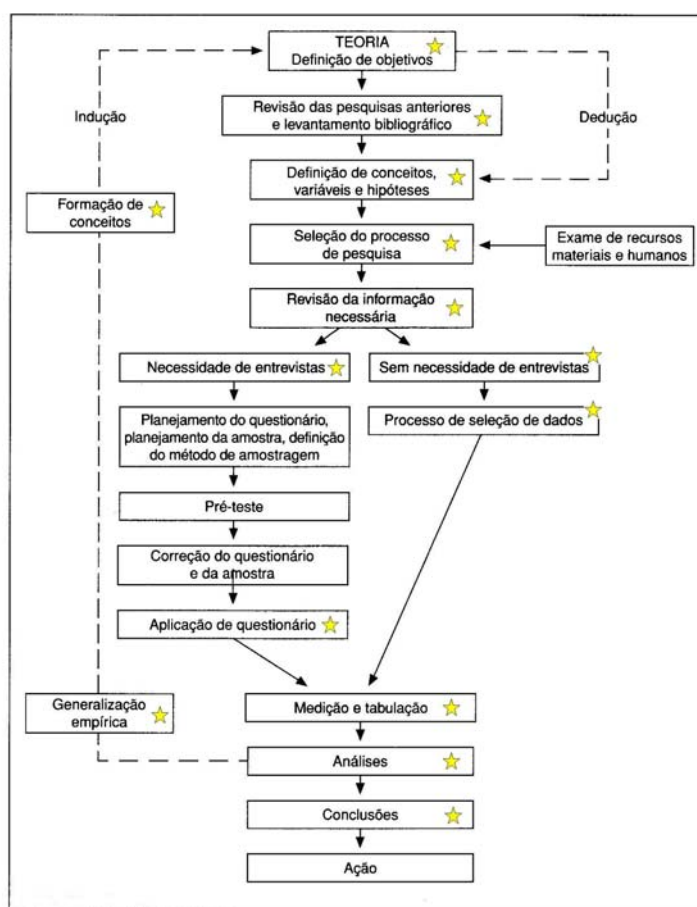 TEORIA
Definição de objetivos
Indução
Revisão das pesquisas anteriores
e levantamento bibliográfico
Dedução
Definição de conceitos,
variáveis e hipóteses
Formação de
conceitos
Seleção do processo
de pesquisa
Exame de recursos
materiais e humanos
Revisão da informação
necessária
Necessidade de entrevistas
Sem necessidade de entrevistas
Planejamento do questionário,
planejamento da amostra, definição
do método de amostragem
Processo de seleção de dados
Pré-teste
Correção do questionário
e da amostra
Aplicação de questionário
Generalização
empírica
Medição e tabulação
Análises
Conclusões
Ação